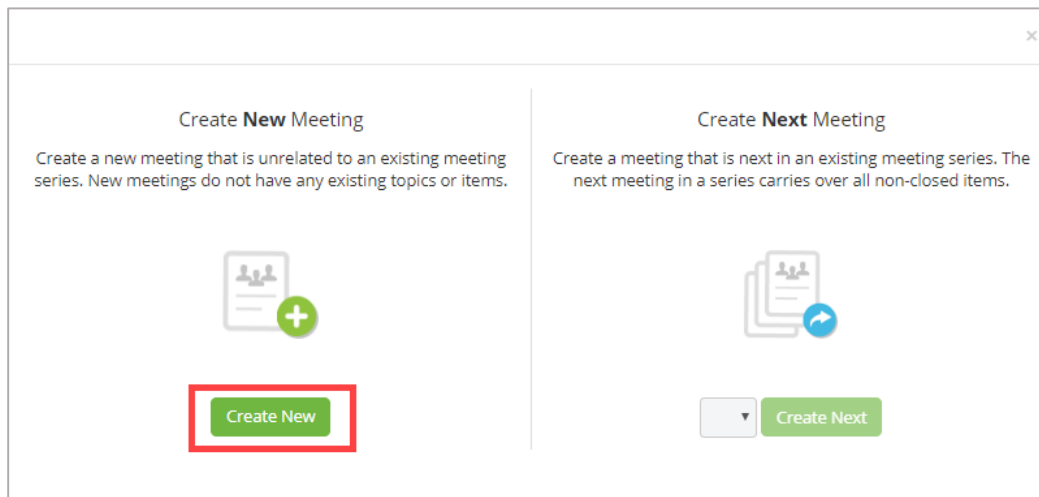 ×
Create New Meeting
Create a new meeting that is unrelated to an existing meeting
series. New meetings do not have any existing topics or items.
Create New
Create Next Meeting
Create a meeting that is next in an existing meeting series. The
next meeting in a series carries over all non-closed items.
Create Next